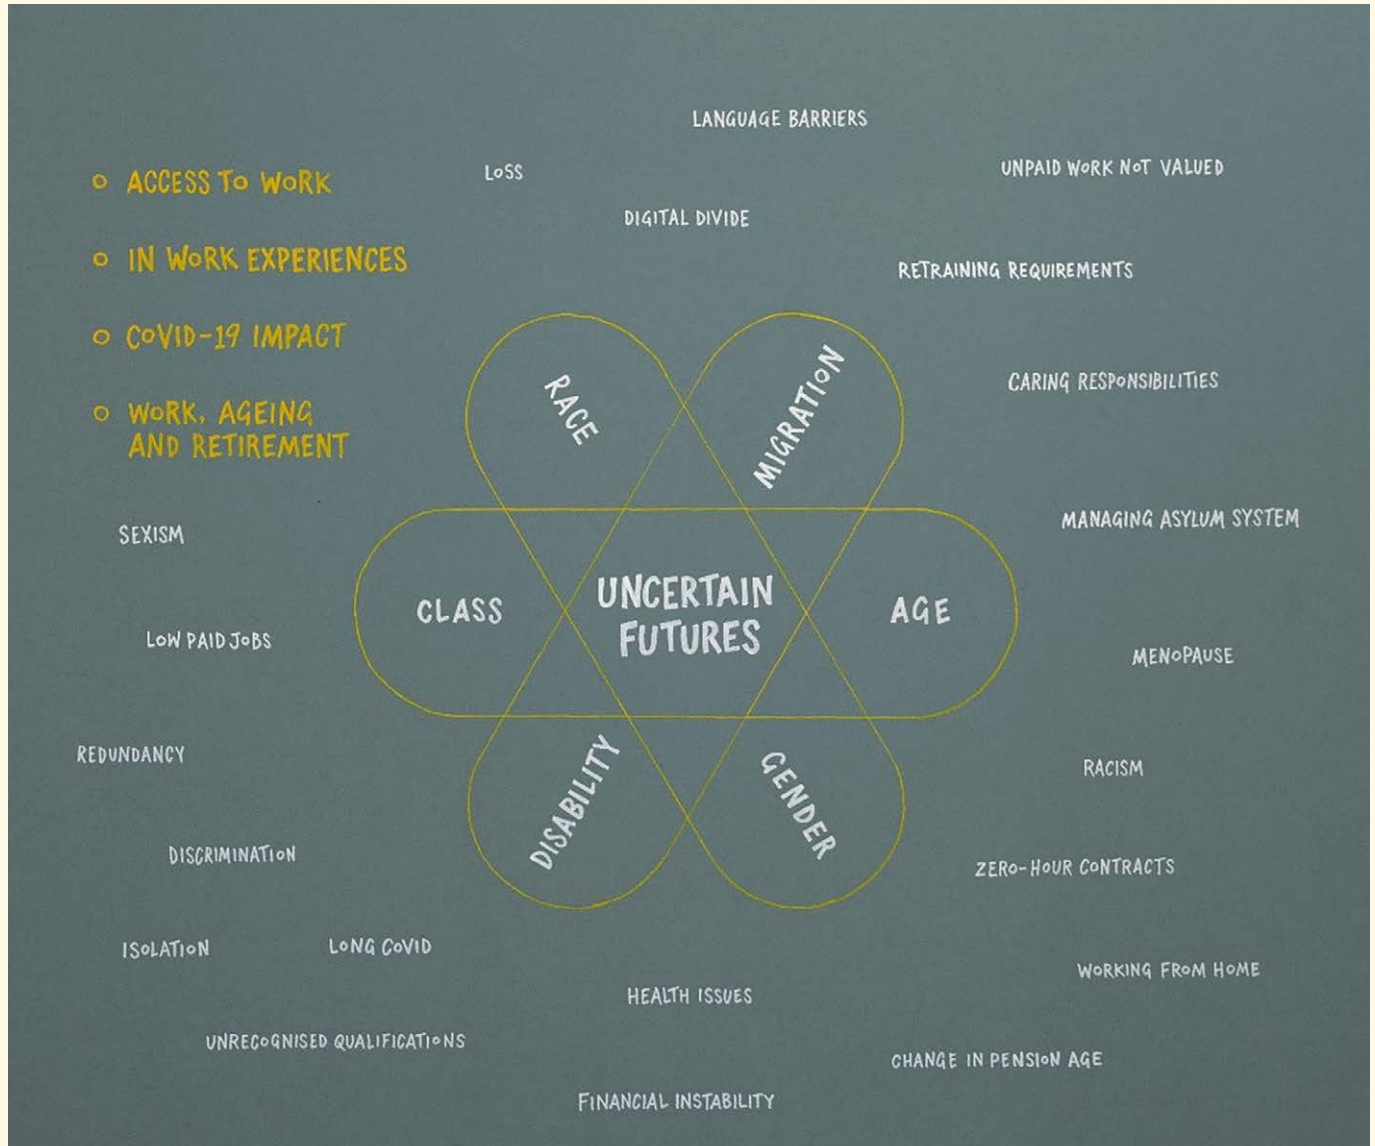 LANGUAGE BARRIERS
LOSS
UNPAID WORK NOT VALUED
DIGITAL DIVIDE
RETRAINING REQUIREMENTS
ACCESS TO WORK
IN WORK EXPERIENCES
COVID-19 IMPACT
WORK, AGEING
AND RETIREMENT
CARING RESPONSIBILITIES
RACE
MIGRATION
SEXISM
MANAGING ASYLUM SYSTEM
CLASS
UNCERTAIN
FUTURES
AGE
LOW PAID JOBS
MENOPAUSE
REDUNDANCY
DISABILITY
GENDER
RACISM
DISCRIMINATION
ZERO-HOUR CONTRACTS
ISOLATION
LONG COVID
WORKING FROM HOME
HEALTH ISSUES
UNRECOGNISED QUALIFICATIONS
CHANGE IN PENSION AGE
FINANCIAL INSTABILITY